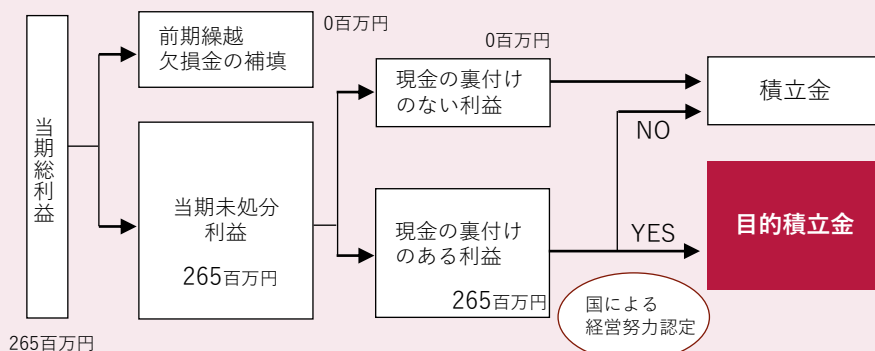 当期総利益
265百万円
前期繰越
欠損金の補填
0百万円
当期未処分
利益
265百万円
現金の裏付け
のない利益
0百万円
現金の裏付け
のある利益
265百万円
NO
YES
国による
経営努力認定
積立金
目的積立金